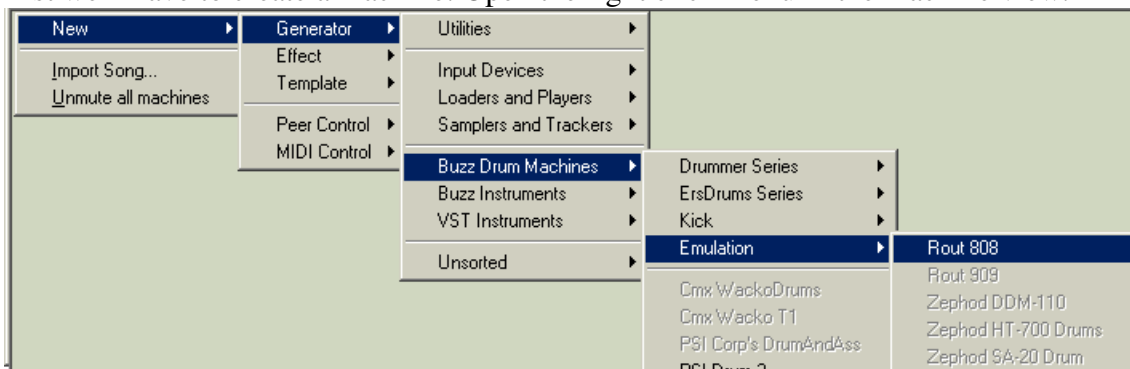 New
Import Song...
Unmute all machines
Generator
Effect
Template
Peer Control
MIDI Control
Utilities
Input Devices
Loaders and Players
Samplers and Trackers
Buzz Drum Machines
Buzz Instruments
VST Instruments
Unsorted
Drummer Series
ErsDrums Series
Kick
Emulation
Cmx WackoDrums
Cmx Wacko T1
PSI Corp's DrumAndAss
Rout 808
Rout 909
Zephod DDM-110
Zephod HT-700 Drums
Zephod SA-20 Drum